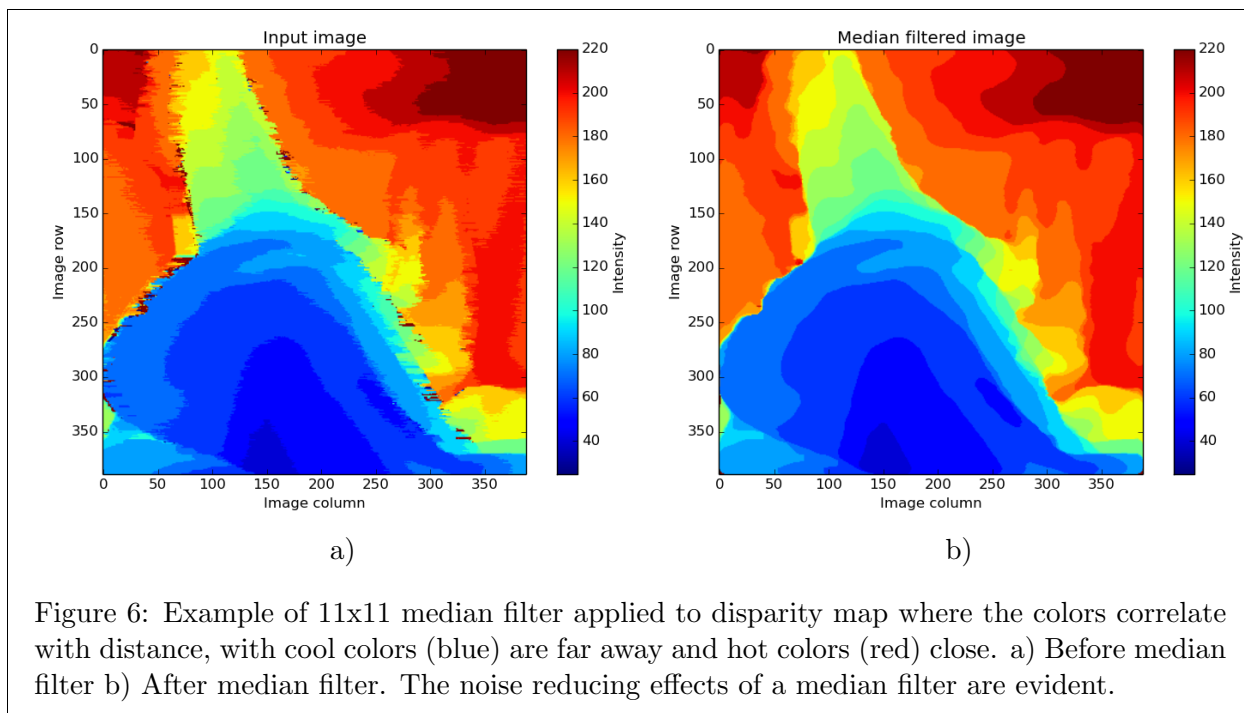 Input image
0
50
100
150
200
250
300
350
Image row
0 50 100 150 200 250 300 350
Image column
220
200
180
160
140
120
100
80
60
40
Intensity
a)
Median filtered image
0
50
100
150
200
250
300
350
Image row
0 50 100 150 200 250 300 350
Image column
220
200
180
160
140
120
100
80
60
40
Intensity
b)
Figure 6: Example of 11x11 median filter applied to disparity map where the colors correlate
with distance, with cool colors (blue) are far away and hot colors (red) close. a) Before median
filter b) After median filter. The noise reducing effects of a median filter are evident.